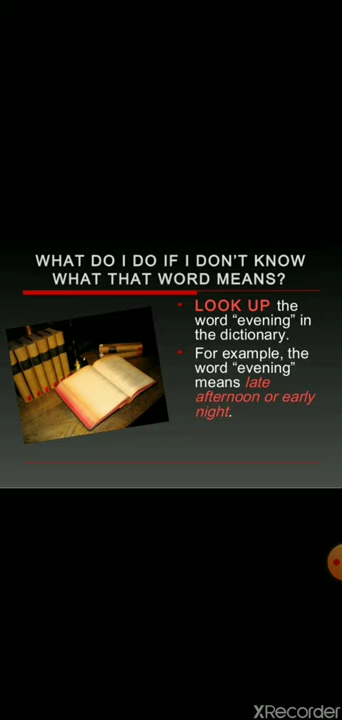 WHAT DO I DO IF I DON'T KNOW
WHAT THAT WORD MEANS?
• LOOK UP the
word “evening” in
the dictionary.
• For example, the
word “evening”
means late
afternoon or early
night.
XRecorder